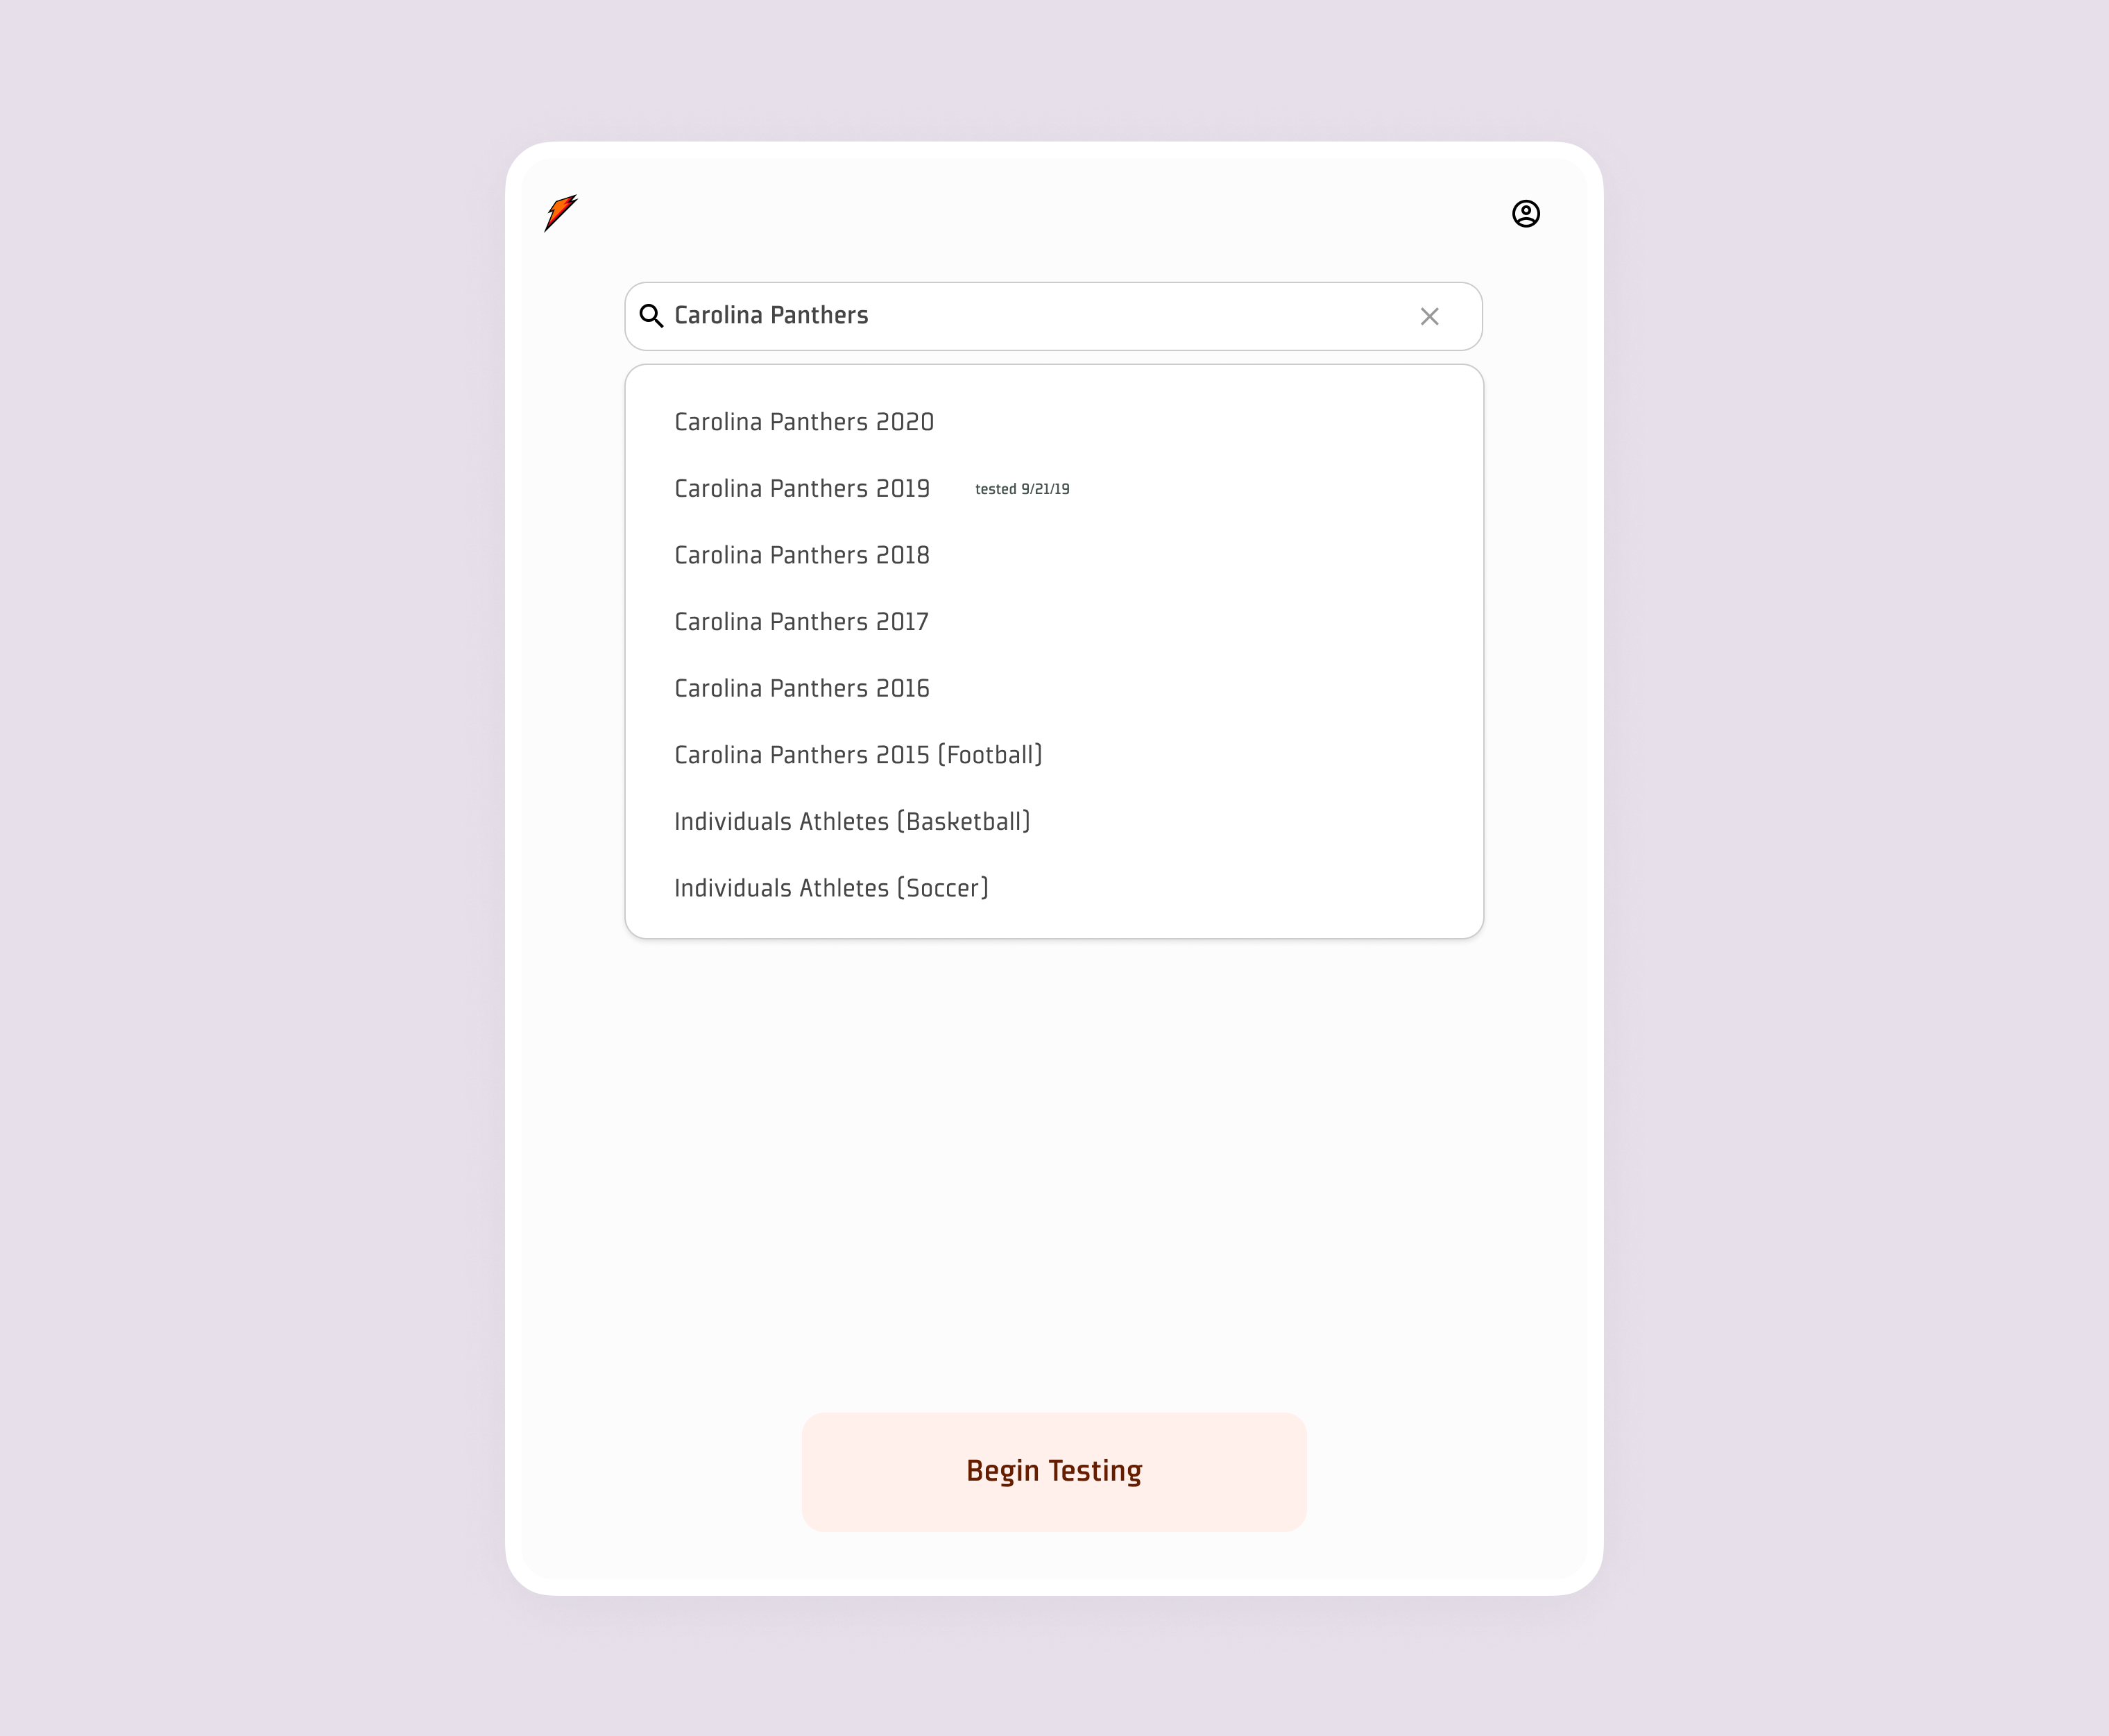 Carolina Panthers
Carolina Panthers 2020
Carolina Panthers 2019 tested 9/21/19
Carolina Panthers 2018
Carolina Panthers 2017
Carolina Panthers 2016
Carolina Panthers 2015 (Football)
Individuals Athletes (Basketball)
Individuals Athletes (Soccer)
Begin Testing